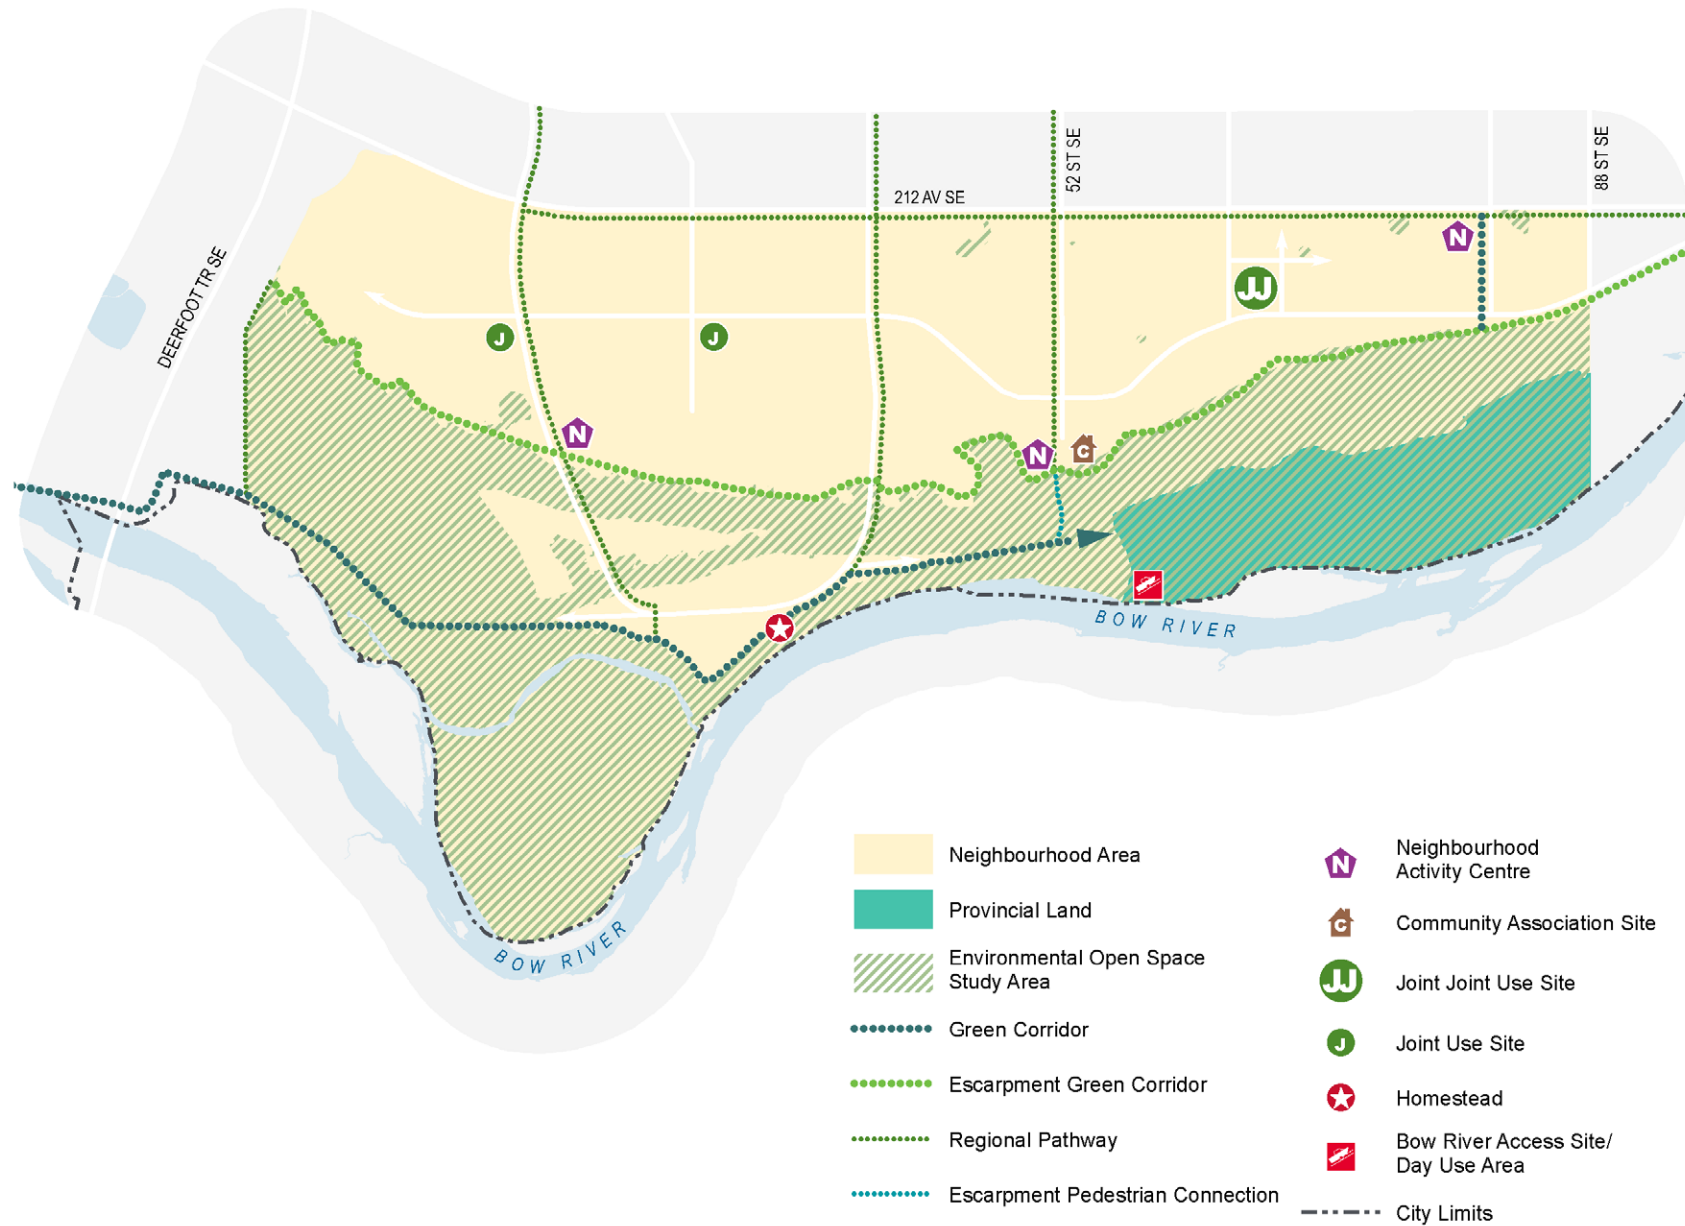 52 ST SE
88 ST SE
212 AV SE
N
DEERFOOT TR SE
JJ
J
J
N
N
C
BOW RIVER
BOW RIVER
Neighbourhood Area
Provincial Land
Environmental Open Space
Study Area
Green Corridor
Escarpment Green Corridor
Regional Pathway
Escarpment Pedestrian Connection
N
Neighbourhood
Activity Centre
C
Community Association Site
JJ
Joint Joint Use Site
J
Joint Use Site
Homestead
Bow River Access Site/
Day Use Area
City Limits